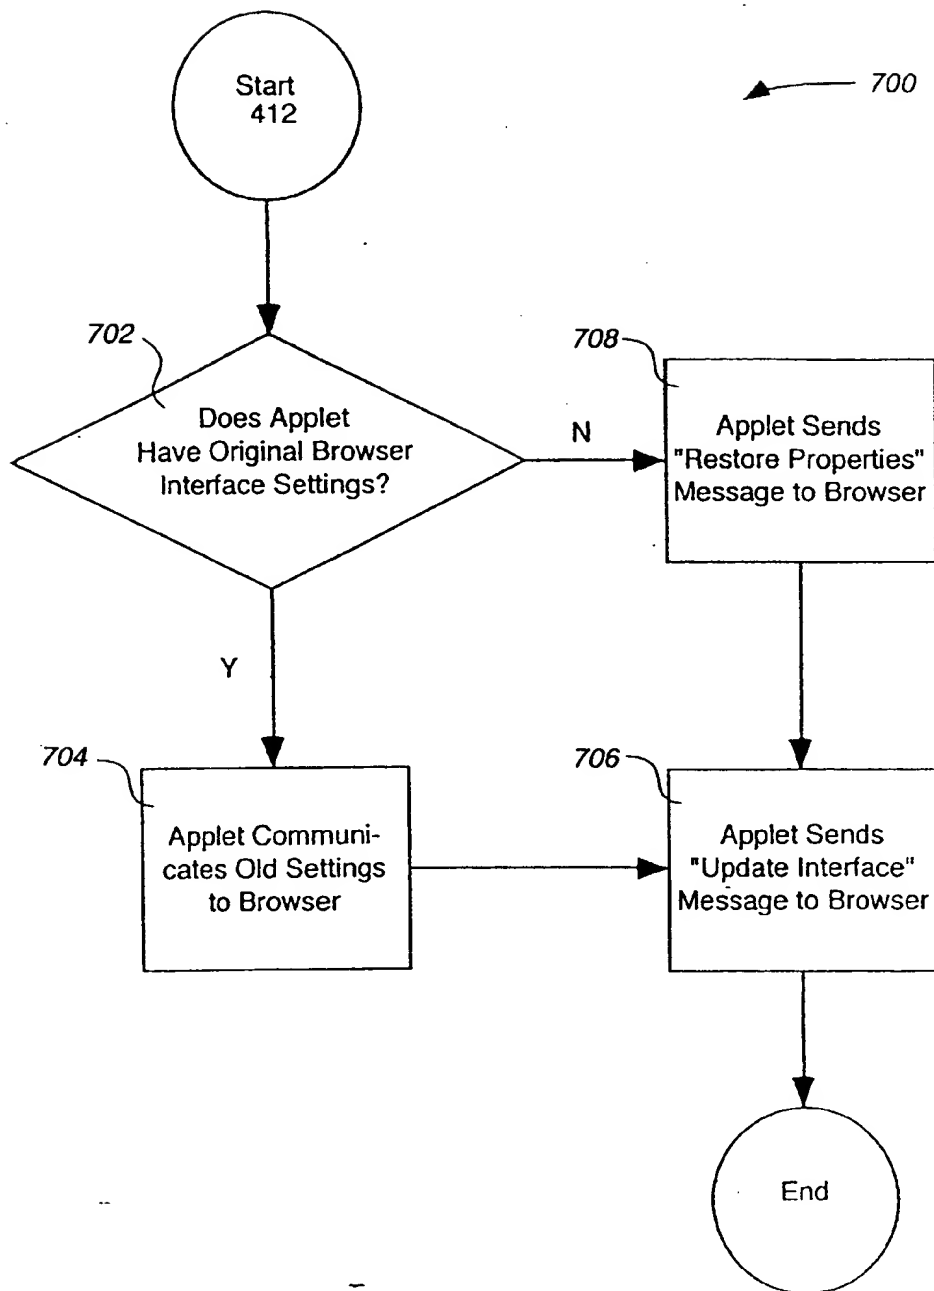 Start
412
700
702
Does Applet
Have Original Browser
Interface Settings?
N
708
Applet Sends
"Restore Properties"
Message to Browser
Y
704
Applet Communi-
cates Old Settings
to Browser
706
Applet Sends
"Update Interface"
Message to Browser
End